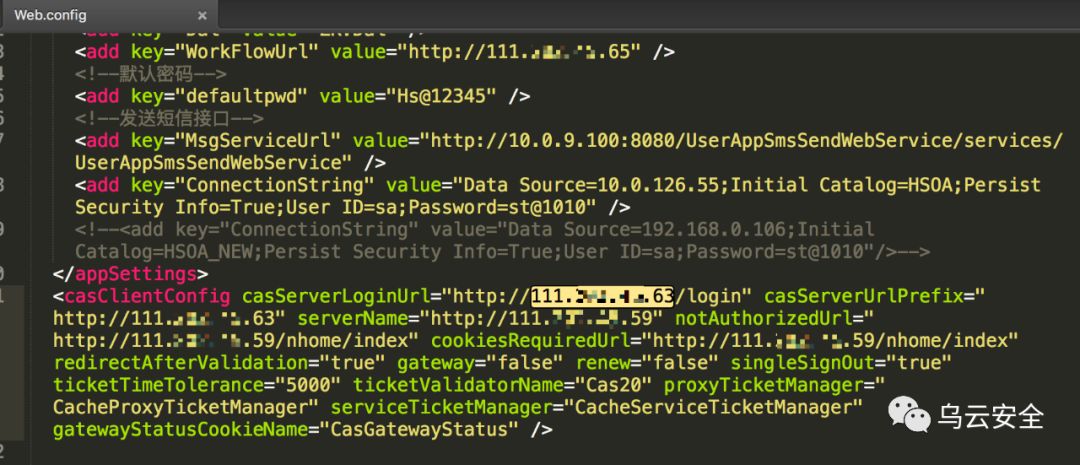 Web.config ×
<add key="WorkFlowUrl" value="http://111. .65" />
<!--默认密码-->
<add key="defaultpwd" value="Hs@12345" />
<!--发送短信接口-->
<add key="MsgServiceUrl" value="http://10.0.9.100:8080/UserAppSmsSendWebService/services/
UserAppSmsSendWebService" />
<add key="ConnectionString" value="Data Source=10.0.126.55;Initial Catalog=HSOA;Persist
Security Info=True;User ID=sa;Password=st@1010" />
<!--<add key="ConnectionString" value="Data Source=192.168.0.106;Initial
Catalog=HSOA_NEW;Persist Security Info=True;User ID=sa;Password=st@1010"/>-->
</appSettings>
<casClientConfig casServerLoginUrl="http://111. .63/login" casServerUrlPrefix="
http://111. .63" serverName="http://111. .59" notAuthorizedUrl="
http://111. .59/nhome/index" cookiesRequiredUrl="http://111. .59/nhome/index"
redirectAfterValidation="true" gateway="false" renew="false" singleSignOut="true"
ticketTimeTolerance="5000" ticketValidatorName="Cas20" proxyTicketManager="
CacheProxyTicketManager" serviceTicketManager="CacheServiceTicketManager"
gatewayStatusCookieName="CasGatewayStatus" />
乌云安全